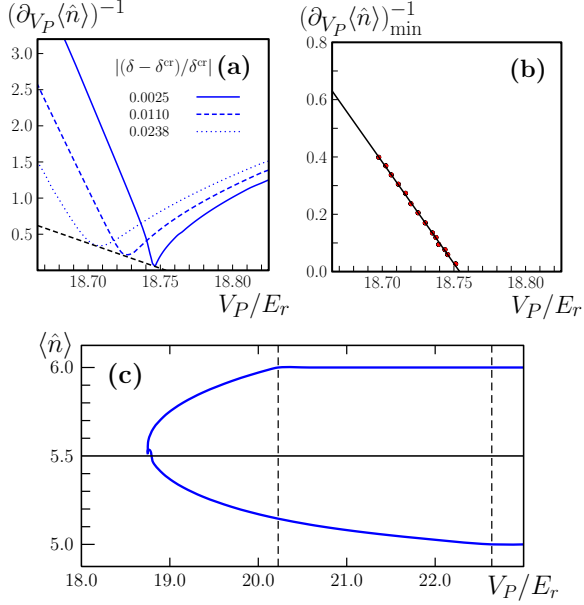 (∂_{V_P}⟨n̂⟩)^{-1}
3.0
2.5
2.0
1.5
1.0
0.5
|(δ − δ^{cr})/δ^{cr}| (a)
0.0025
0.0110
0.0238
18.70 18.75 18.80
V_P/E_r
(∂_{V_P}⟨n̂⟩)^{-1}_{min}
0.8
0.6
0.4
0.2
0.0
(b)
18.70 18.75 18.80
V_P/E_r
⟨n̂⟩
6.0
5.5
5.0
(c)
18.0 19.0 20.0 21.0 22.0 V_P/E_r